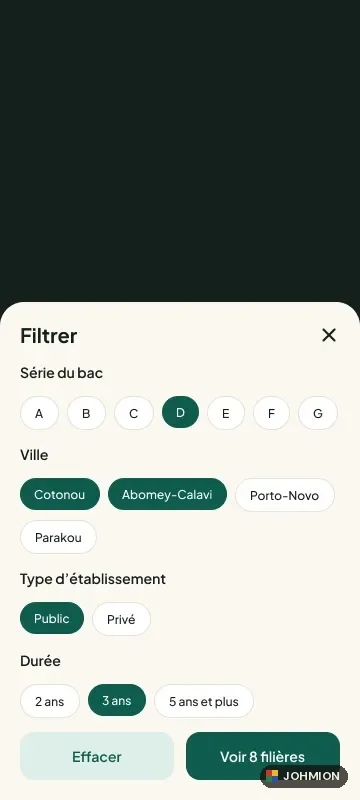 Filtrer
Série du bac
A B C D E F G
Ville
Cotonou Abomey-Calavi Porto-Novo
Parakou
Type d’établissement
Public Privé
Durée
2 ans 3 ans 5 ans et plus
Effacer Voir 8 filières
JOHMION